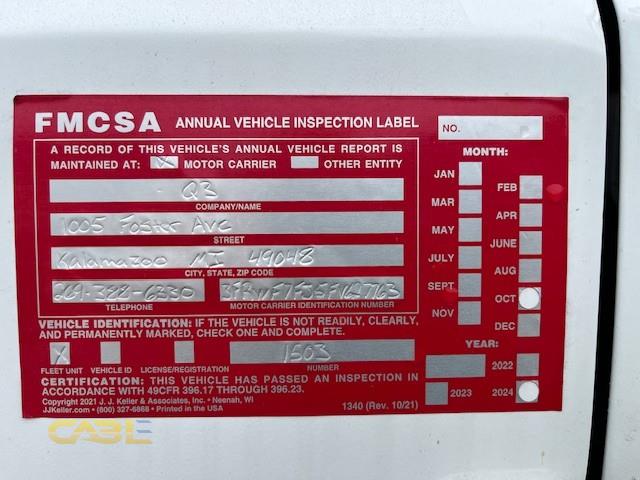 FMCSA ANNUAL VEHICLE INSPECTION LABEL
NO.
A RECORD OF THIS VEHICLE'S ANNUAL VEHICLE REPORT IS
MAINTAINED AT: X MOTOR CARRIER OTHER ENTITY
Q3
COMPANY/NAME
1005 Foster Ave
STREET
Kalamazoo MI 49048
CITY, STATE, ZIP CODE
269-388-6330
TELEPHONE MOTOR CARRIER IDENTIFICATION NUMBER
VEHICLE IDENTIFICATION: IF THE VEHICLE IS NOT READILY, CLEARLY,
AND PERMANENTLY MARKED, CHECK ONE AND COMPLETE.
X 1503
FLEET UNIT VEHICLE ID LICENSE/REGISTRATION NUMBER
CERTIFICATION: THIS VEHICLE HAS PASSED AN INSPECTION IN
ACCORDANCE WITH 49CFR 396.17 THROUGH 396.23.
Copyright 2021 J. J. Keller & Associates, Inc. • Neenah, WI
JJKeller.com • (800) 327-6868 • Printed in the USA
1340 (Rev. 10/21)
MONTH:
JAN FEB
MAR APR
MAY JUNE
JULY AUG
SEPT OCT
NOV DEC
YEAR:
2022
2023 2024
CABLE